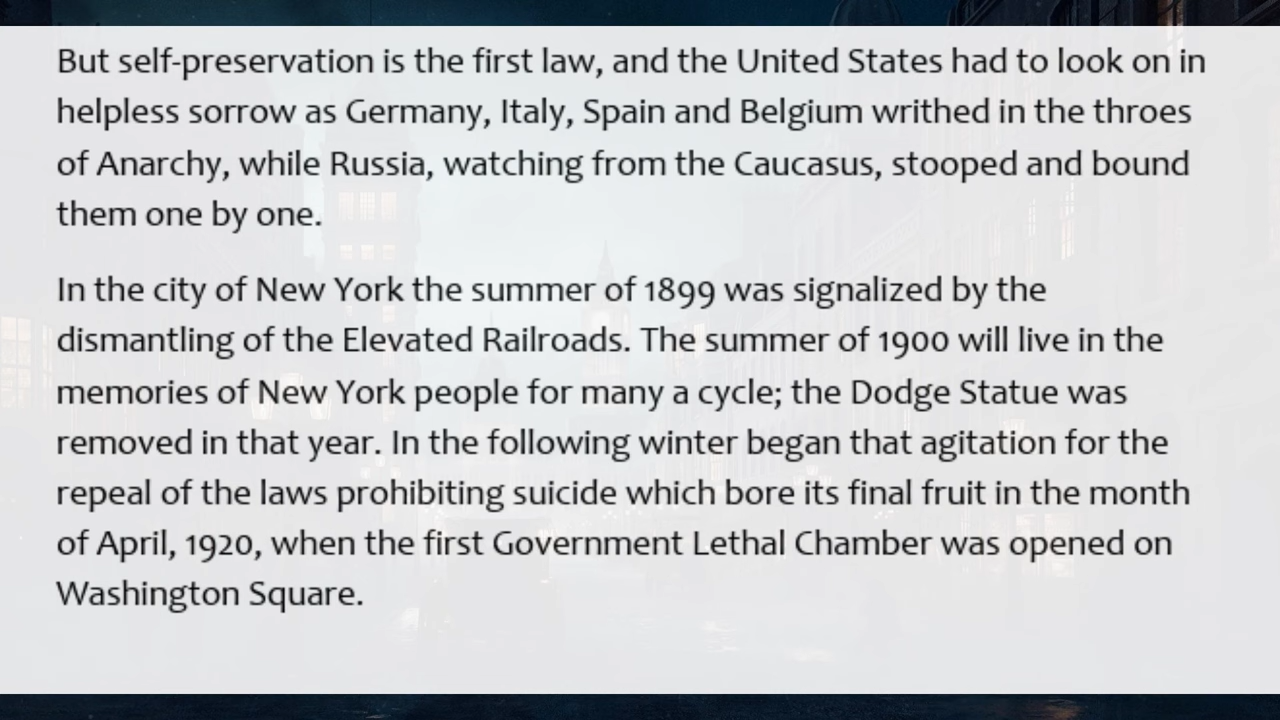 But self-preservation is the first law, and the United States had to look on in
helpless sorrow as Germany, Italy, Spain and Belgium writhed in the throes
of Anarchy, while Russia, watching from the Caucasus, stooped and bound
them one by one.
In the city of New York the summer of 1899 was signalized by the
dismantling of the Elevated Railroads. The summer of 1900 will live in the
memories of New York people for many a cycle; the Dodge Statue was
removed in that year. In the following winter began that agitation for the
repeal of the laws prohibiting suicide which bore its final fruit in the month
of April, 1920, when the first Government Lethal Chamber was opened on
Washington Square.